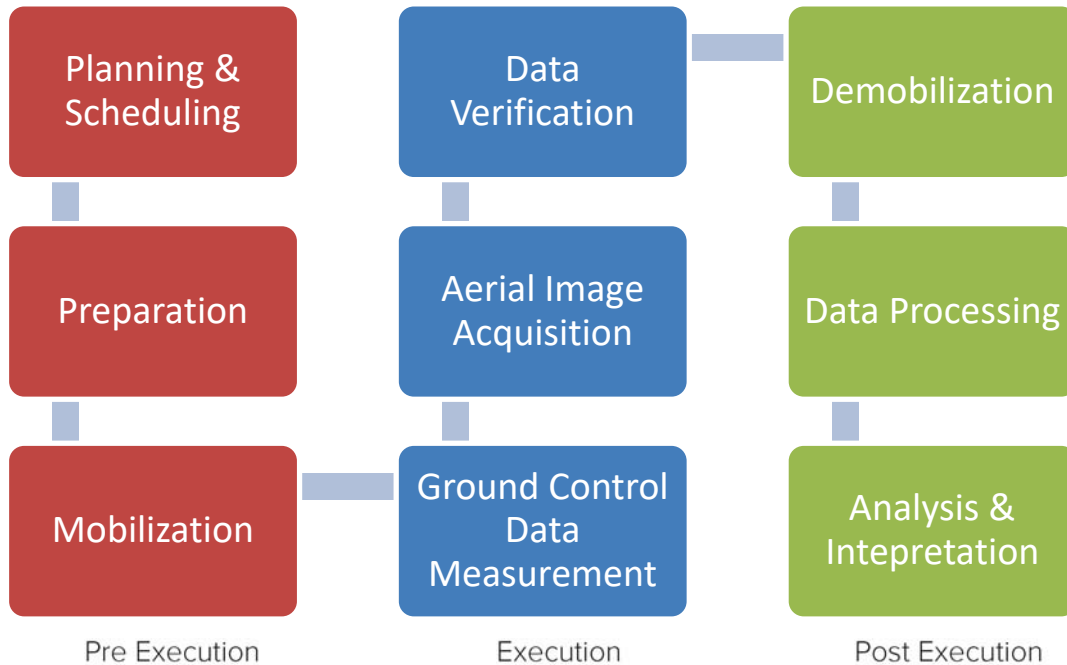 Planning &
Scheduling
Preparation
Mobilization
Pre Execution
Data
Verification
Aerial Image
Acquisition
Ground Control
Data
Measurement
Execution
Demobilization
Data Processing
Analysis &
Intepretation
Post Execution